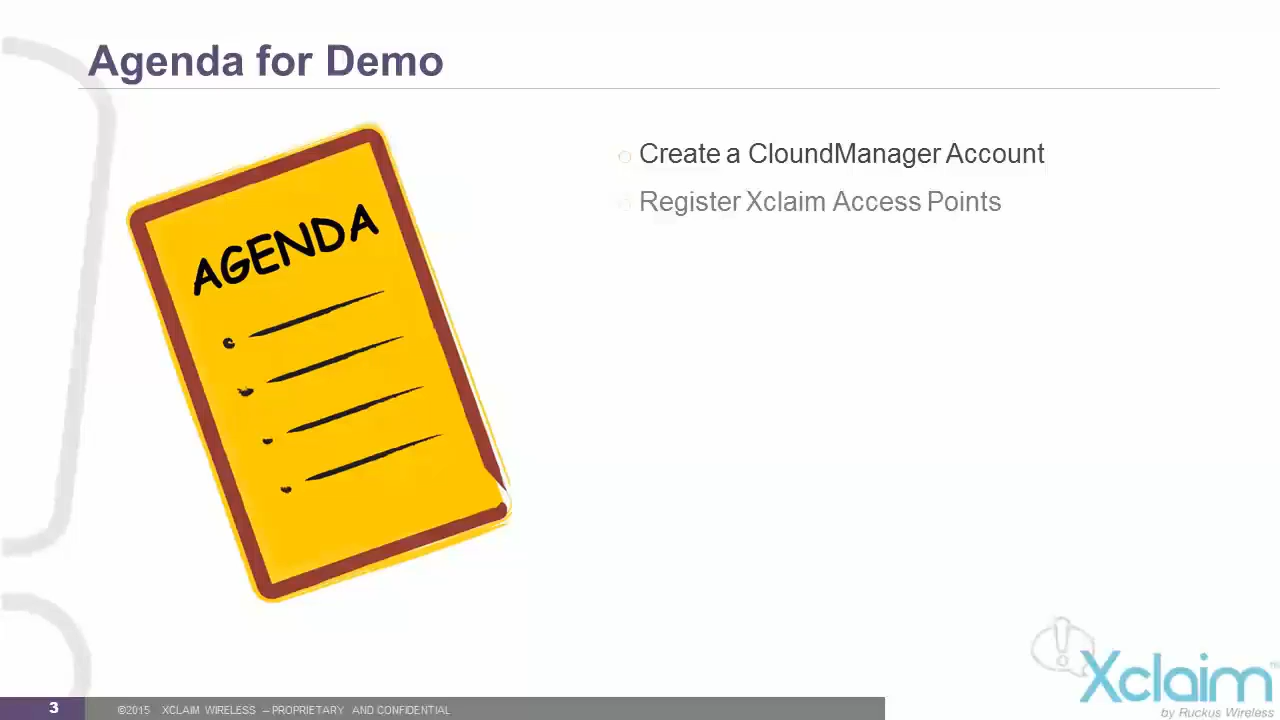 Agenda for Demo
AGENDA
Create a CloundManager Account
Register Xclaim Access Points
3
©2015 XCLAIM WIRELESS – PROPRIETARY AND CONFIDENTIAL
Xclaim TM
by Ruckus Wireless